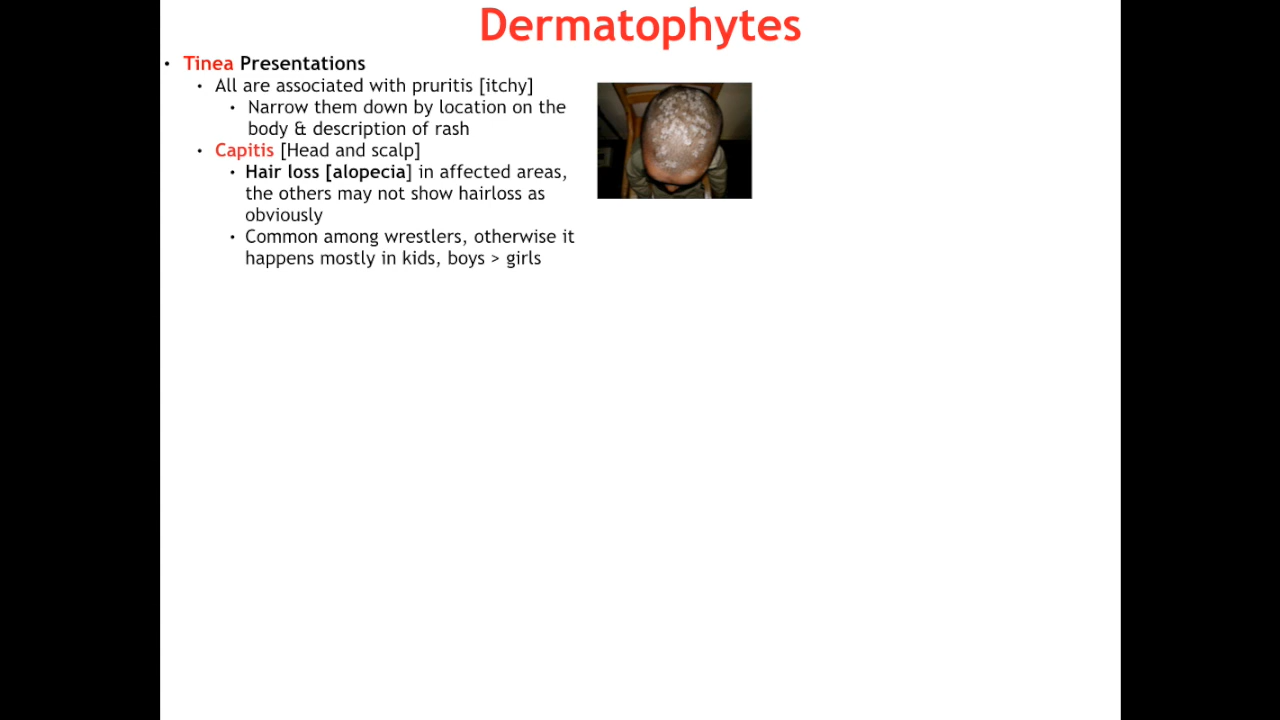 Dermatophytes
• Tinea Presentations
• All are associated with pruritis [itchy]
• Narrow them down by location on the
body & description of rash
• Capitis [Head and scalp]
• Hair loss [alopecia] in affected areas,
the others may not show hairloss as
obviously
• Common among wrestlers, otherwise it
happens mostly in kids, boys > girls